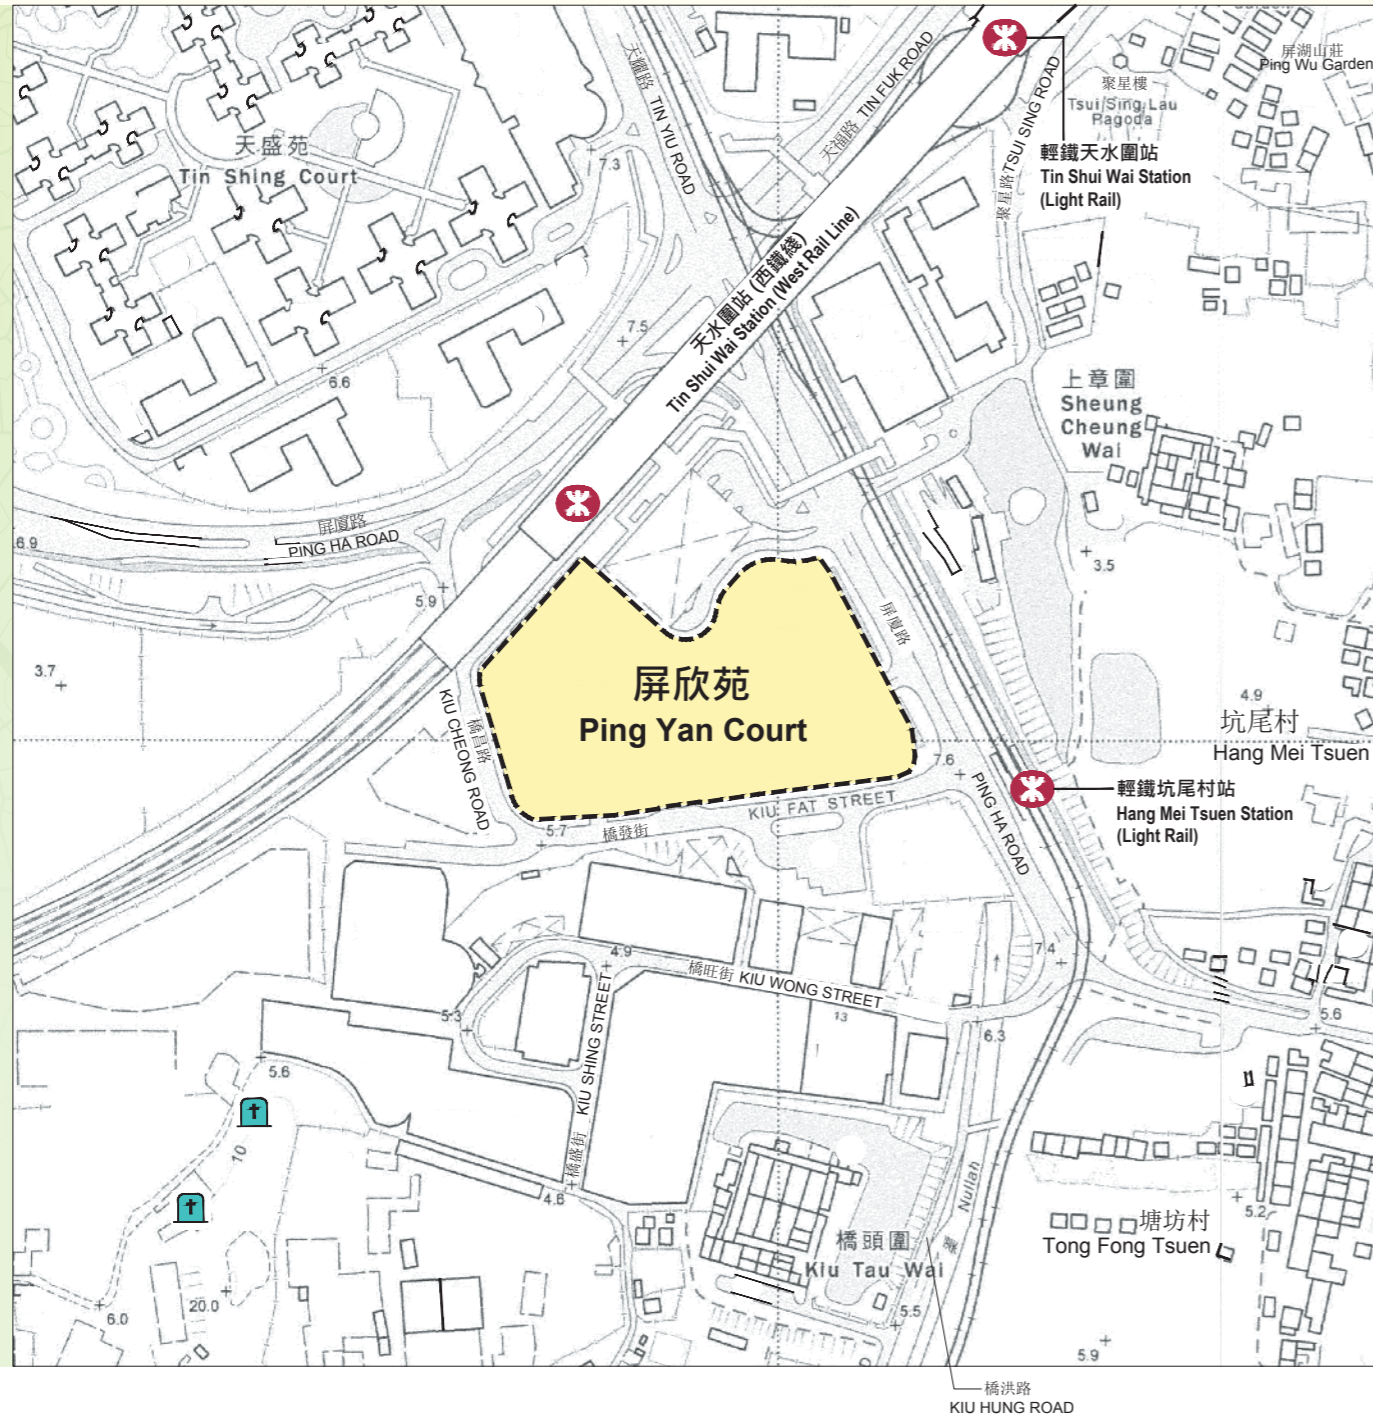 屏湖山莊
Ping Wu Garden
天耀路 TIN YIU ROAD
天福路 TIN FUK ROAD
聚星樓
Tsui Sing Lau
Pagoda
聚星路 TSUI SING ROAD
天盛苑
Tin Shing Court
7.3
輕鐵天水圍站
Tin Shui Wai Station
(Light Rail)
天水圍站 (西鐵綫)
Tin Shui Wai Station (West Rail Line)
7.5
6.6
上章圍
Sheung
Cheung
Wai
屏廈路
PING HA ROAD
6.9
3.5
5.9
屏廈路
3.7
屏欣苑
Ping Yan Court
4.9
坑尾村
Hang Mei Tsuen
橋昌路
KIU CHEONG ROAD
7.6
PING HA ROAD
輕鐵坑尾村站
Hang Mei Tsuen Station
(Light Rail)
KIU FAT STREET
橋發街
5.7
4.9
橋旺街 KIU WONG STREET
7.4
13
5.3
KIU SHING STREET
橋盛街
6.3
5.6
5.6
10
4.6
Nullah
5.2
塘坊村
Tong Fong Tsuen
橋頭圍
Kiu Tau Wai
6.0
20.0
5.5
5.9
橋洪路
KIU HUNG ROAD